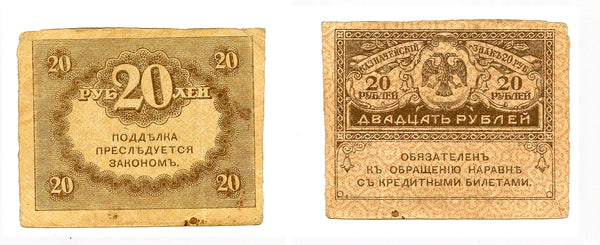 20 20
РУБ 20 ЛЕЙ
ПОДДѢЛКА
ПРЕСЛѢДУЕТСЯ
ЗАКОНОМЪ.
20 20
КАЗНАЧЕЙСКІЙ ЗНАКЪ 20 РУБ.
20 20
РУБЛЕЙ РУБЛЕЙ
ДВАДЦАТЬ РУБЛЕЙ
ОБЯЗАТЕЛЕНЪ
КЪ ОБРАЩЕНІЮ НАРАВНѢ
СЪ КРЕДИТНЫМИ БИЛЕТАМИ.